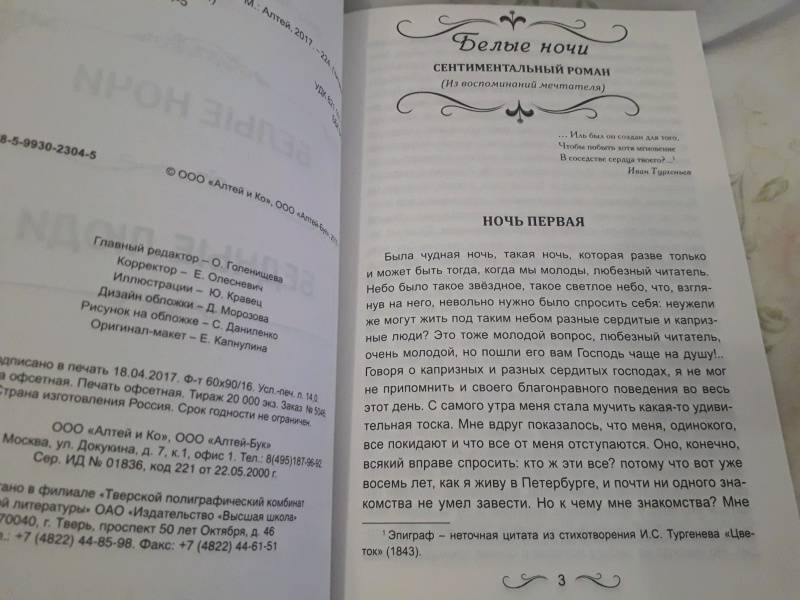 М.: Алтей, 2017. – 224
8-5-9930-2304-5
© ООО «Алтей и Ко», ООО «Алтей-Бук»
Главный редактор – О. Голенищева
Корректор – Е. Олесневич
Иллюстрации – Ю. Кравец
Дизайн обложки – Д. Морозова
Рисунок на обложке – С. Даниленко
Оригинал-макет – Е. Капнулина
одписано в печать 18.04.2017. Ф-т 60х90/16. Усл.-печ. л. 14,0.
а офсетная. Печать офсетная. Тираж 20 000 экз. Заказ №
Страна изготовления Россия. Срок годности не ограничен.
ООО «Алтей и Ко», ООО «Алтей-Бук»
Москва, ул. Докукина, д. 7, к.1, офис 1. Тел.: 8(495)187-96-92
Сер. ИД № 01836, код 221 от 22.05.2000 г.
тано в филиале «Тверской полиграфический комбинат
ой литературы» ОАО «Издательство «Высшая школа»
70040, г. Тверь, проспект 50 лет Октября, д. 46
л.: +7 (4822) 44-85-98. Факс: +7 (4822) 44-61-51
БЕЛЫЕ НОЧИ
БЕДНЫЕ ЛЮДИ
Белые ночи
СЕНТИМЕНТАЛЬНЫЙ РОМАН
(Из воспоминаний мечтателя)
... Иль был он создан для того,
Чтобы побыть хотя мгновение
В соседстве сердца твоего?...¹
Иван Тургеньев
НОЧЬ ПЕРВАЯ
Была чудная ночь, такая ночь, которая разве только
и может быть тогда, когда мы молоды, любезный читатель.
Небо было такое звёздное, такое светлое небо, что, взгля-
нув на него, невольно нужно было спросить себя: неужели
же могут жить под таким небом разные сердитые и каприз-
ные люди? Это тоже молодой вопрос, любезный читатель,
очень молодой, но пошли его вам Господь чаще на душу!..
Говоря о капризных и разных сердитых господах, я не мог
не припомнить и своего благонравного поведения во весь
этот день. С самого утра меня стала мучить какая-то удиви-
тельная тоска. Мне вдруг показалось, что меня, одинокого,
все покидают и что все от меня отступаются. Оно, конечно,
всякий вправе спросить: кто ж эти все? потому что вот уже
восемь лет, как я живу в Петербурге, и почти ни одного зна-
комства не умел завести. Но к чему мне знакомства? Мне
¹ Эпиграф – неточная цитата из стихотворения И.С. Тургенева «Цве-
ток» (1843).
3